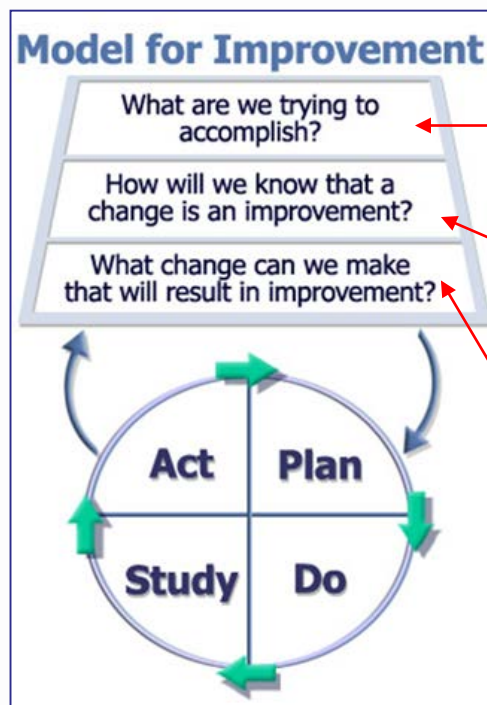 Model for Improvement
What are we trying to
accomplish?
How will we know that a
change is an improvement?
What change can we make
that will result in improvement?
Act
Plan
Study
Do